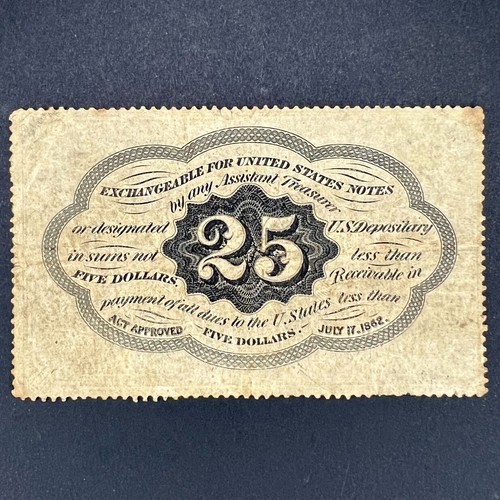 EXCHANGEABLE FOR UNITED STATES NOTES
by any Assistant Treasurer
or designated U.S. Depositary
in sums not less than
FIVE DOLLARS. Receivable in
payment of all dues to the U. States less than
FIVE DOLLARS.
25
ACT APPROVED JULY 17. 1862.